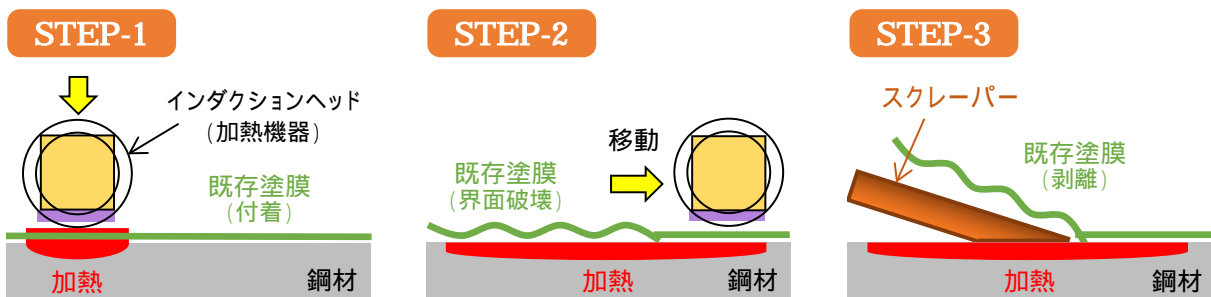 STEP-1
インダクションヘッド
(加熱機器)
既存塗膜
(付着)
加熱
鋼材
STEP-2
移動
既存塗膜
(界面破壊)
加熱
鋼材
STEP-3
スクレーパー
既存塗膜
(剥離)
加熱
鋼材